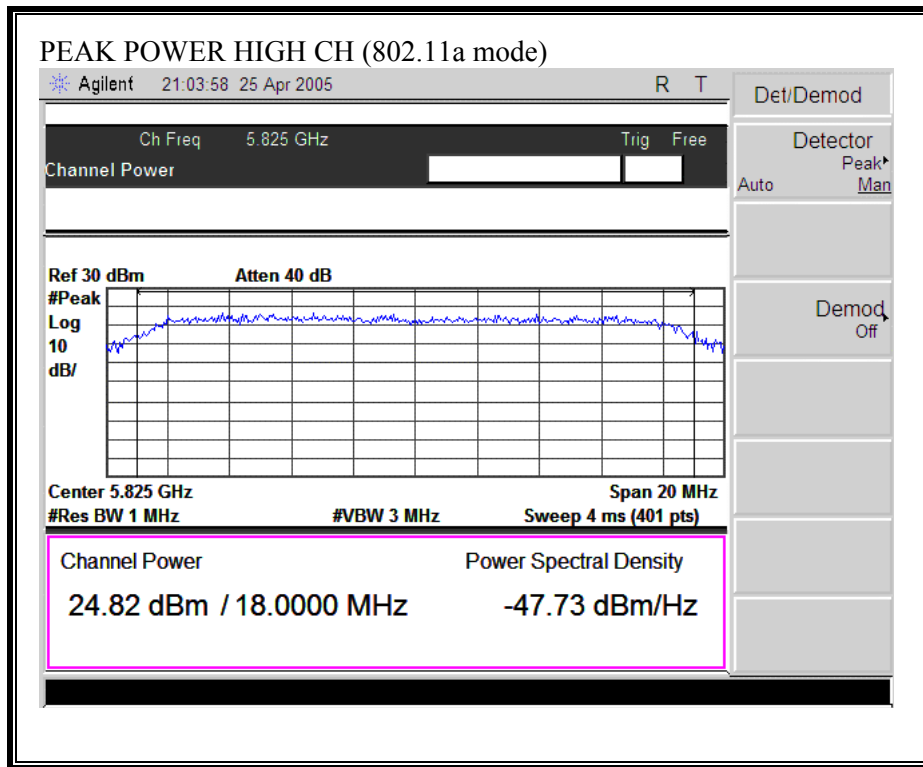 PEAK POWER HIGH CH (802.11a mode)
Agilent 21:03:58 25 Apr 2005 R T
Det/Demod
Ch Freq 5.825 GHz Trig Free
Channel Power
Detector
Peak
Auto Man
Ref 30 dBm Atten 40 dB
#Peak
Log
10
dB/
Demod
Off
Center 5.825 GHz Span 20 MHz
#Res BW 1 MHz #VBW 3 MHz Sweep 4 ms (401 pts)
Channel Power Power Spectral Density
24.82 dBm / 18.0000 MHz -47.73 dBm/Hz